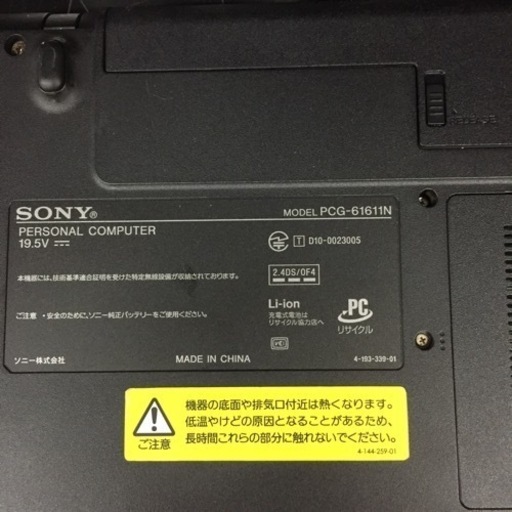 RELEASE
SONY®
MODEL PCG-61611N
PERSONAL COMPUTER
19.5V
T D10-0023005
本機器には、技術基準適合証明を受けた特定無線設備が収納されております。
2.4DS/OF4
ご注意 ・安全のために、ソニー純正バッテリーをご使用ください。
Li-ion
充電式電池は
リサイクル協力店へ
PC
リサイクル
ソニー株式会社
MADE IN CHINA
4-183-339-01
ご注意
機器の底面や排気口付近は熱くなります。
低温やけどの原因となることがあるため、
長時間これらの部分に触れないでください。
4-144-259-01